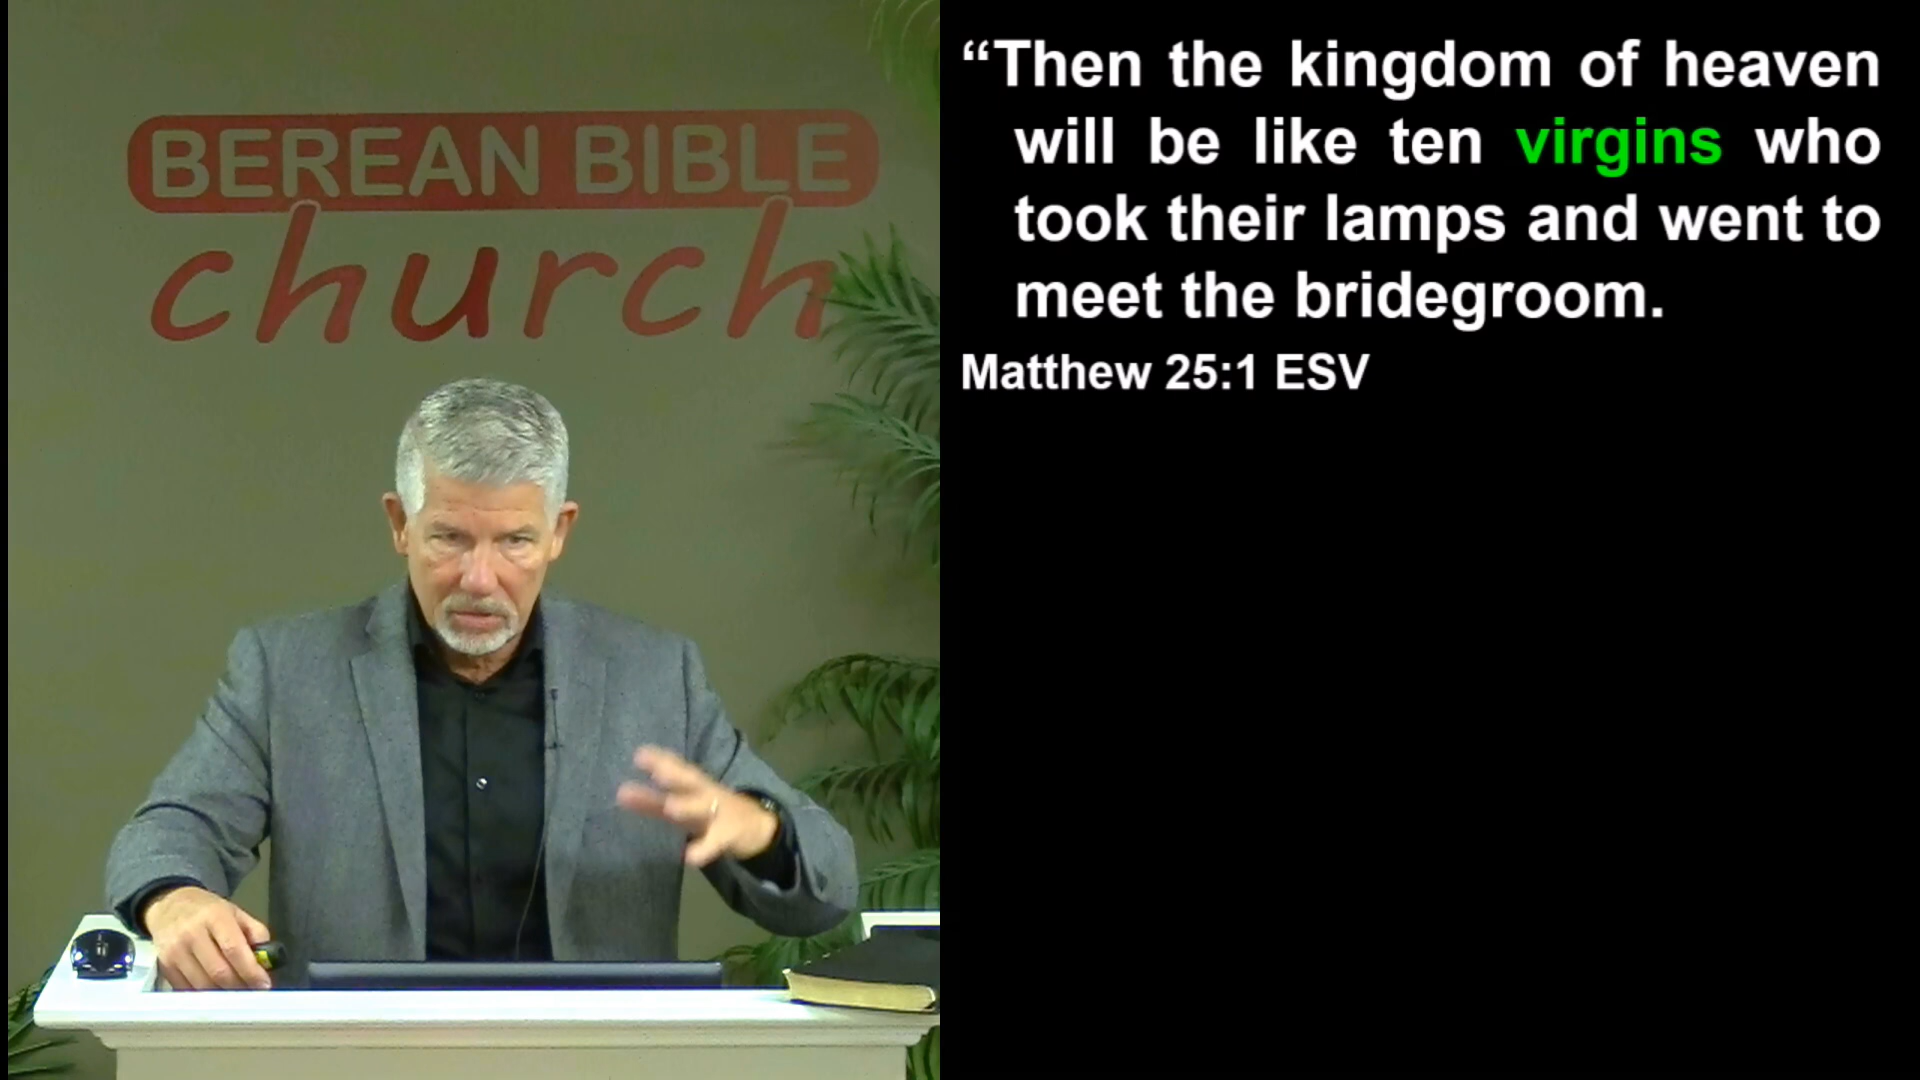 BEREAN BIBLE
church
“Then the kingdom of heaven
will be like ten virgins who
took their lamps and went to
meet the bridegroom.
Matthew 25:1 ESV